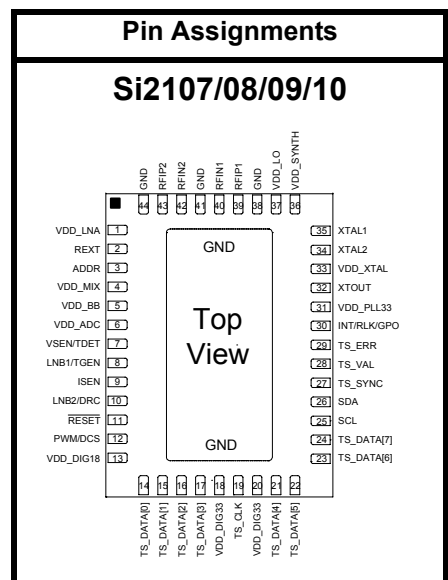 Pin Assignments
Si2107/08/09/10
GND
RFIP2
RFIN2
GND
RFIN1
RFIP1
GND
VDD_LO
VDD_SYNTH
44 43 42 41 40 39 38 37 36
VDD_LNA 1
REXT 2
ADDR 3
VDD_MIX 4
VDD_BB 5
VDD_ADC 6
VSEN/TDET 7
LNB1/TGEN 8
ISEN 9
LNB2/DRC 10
RESET 11
PWM/DCS 12
VDD_DIG18 13
GND
Top
View
GND
35 XTAL1
34 XTAL2
33 VDD_XTAL
32 XTOUT
31 VDD_PLL33
30 INT/RLK/GPO
29 TS_ERR
28 TS_VAL
27 TS_SYNC
26 SDA
25 SCL
24 TS_DATA[7]
23 TS_DATA[6]
14 15 16 17 18 19 20 21 22
TS_DATA[0]
TS_DATA[1]
TS_DATA[2]
TS_DATA[3]
VDD_DIG33
TS_CLK
VDD_DIG33
TS_DATA[4]
TS_DATA[5]